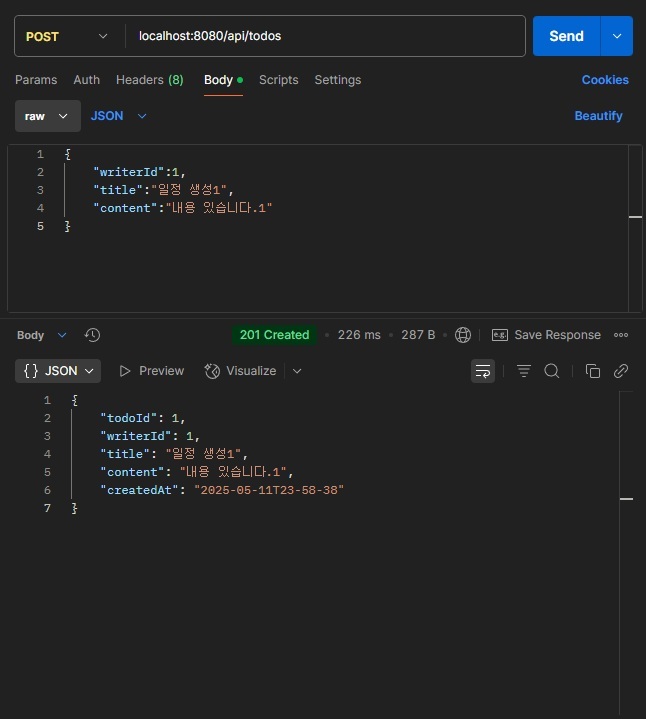 POST localhost:8080/api/todos Send
Params Auth Headers (8) Body Scripts Settings Cookies
raw JSON Beautify
1 {
2 "writerId":1,
3 "title":"일정 생성1",
4 "content":"내용 있습니다.1"
5 }
Body 201 Created • 226 ms • 287 B • e.g. Save Response
{} JSON Preview Visualize
1 {
2 "todoId": 1,
3 "writerId": 1,
4 "title": "일정 생성1",
5 "content": "내용 있습니다.1",
6 "createdAt": "2025-05-11T23-58-38"
7 }